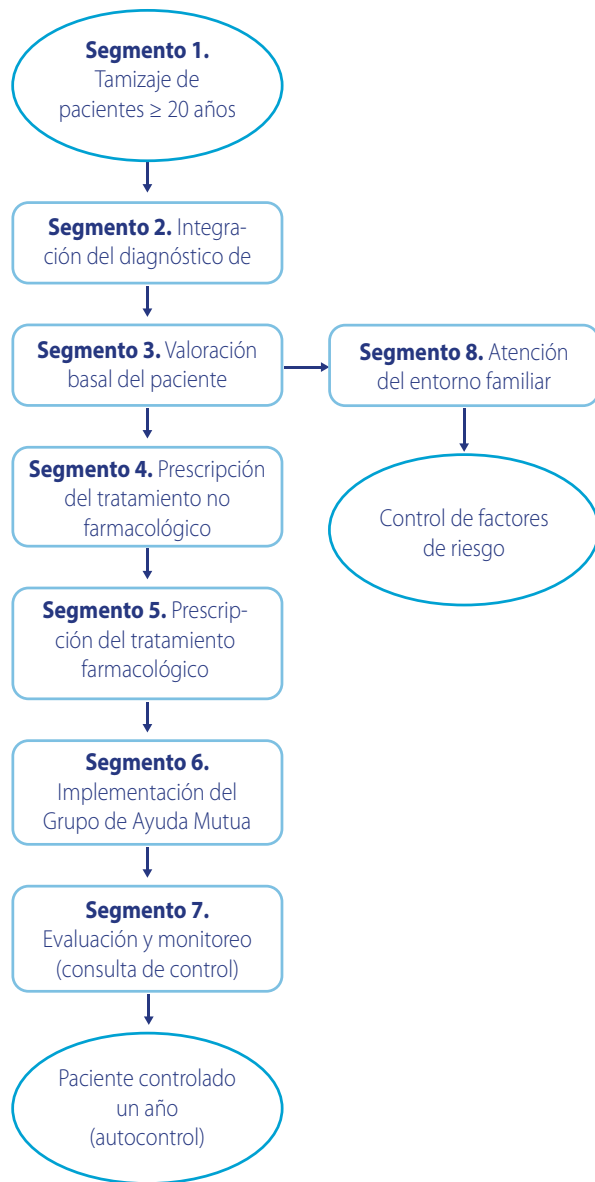 Segmento 1.
Tamizaje de
pacientes ≥ 20 años
Segmento 2. Integra-
ción del diagnóstico de
Segmento 3. Valoración
basal del paciente
Segmento 8. Atención
del entorno familiar
Segmento 4. Prescripción
del tratamiento no
farmacológico
Control de factores
de riesgo
Segmento 5. Prescrip-
ción del tratamiento
farmacológico
Segmento 6.
Implementación del
Grupo de Ayuda Mutua
Segmento 7.
Evaluación y monitoreo
(consulta de control)
Paciente controlado
un año
(autocontrol)